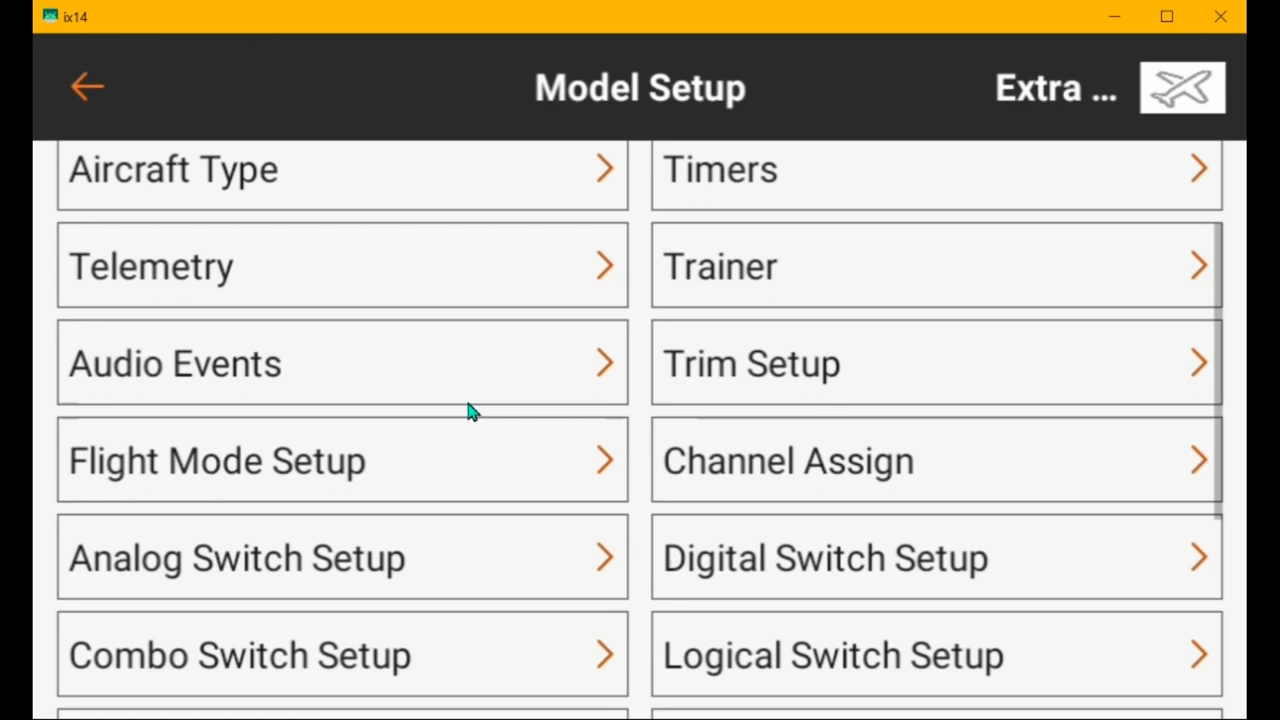 ix14
Model Setup
Extra ...
Aircraft Type
Timers
Telemetry
Trainer
Audio Events
Trim Setup
Flight Mode Setup
Channel Assign
Analog Switch Setup
Digital Switch Setup
Combo Switch Setup
Logical Switch Setup